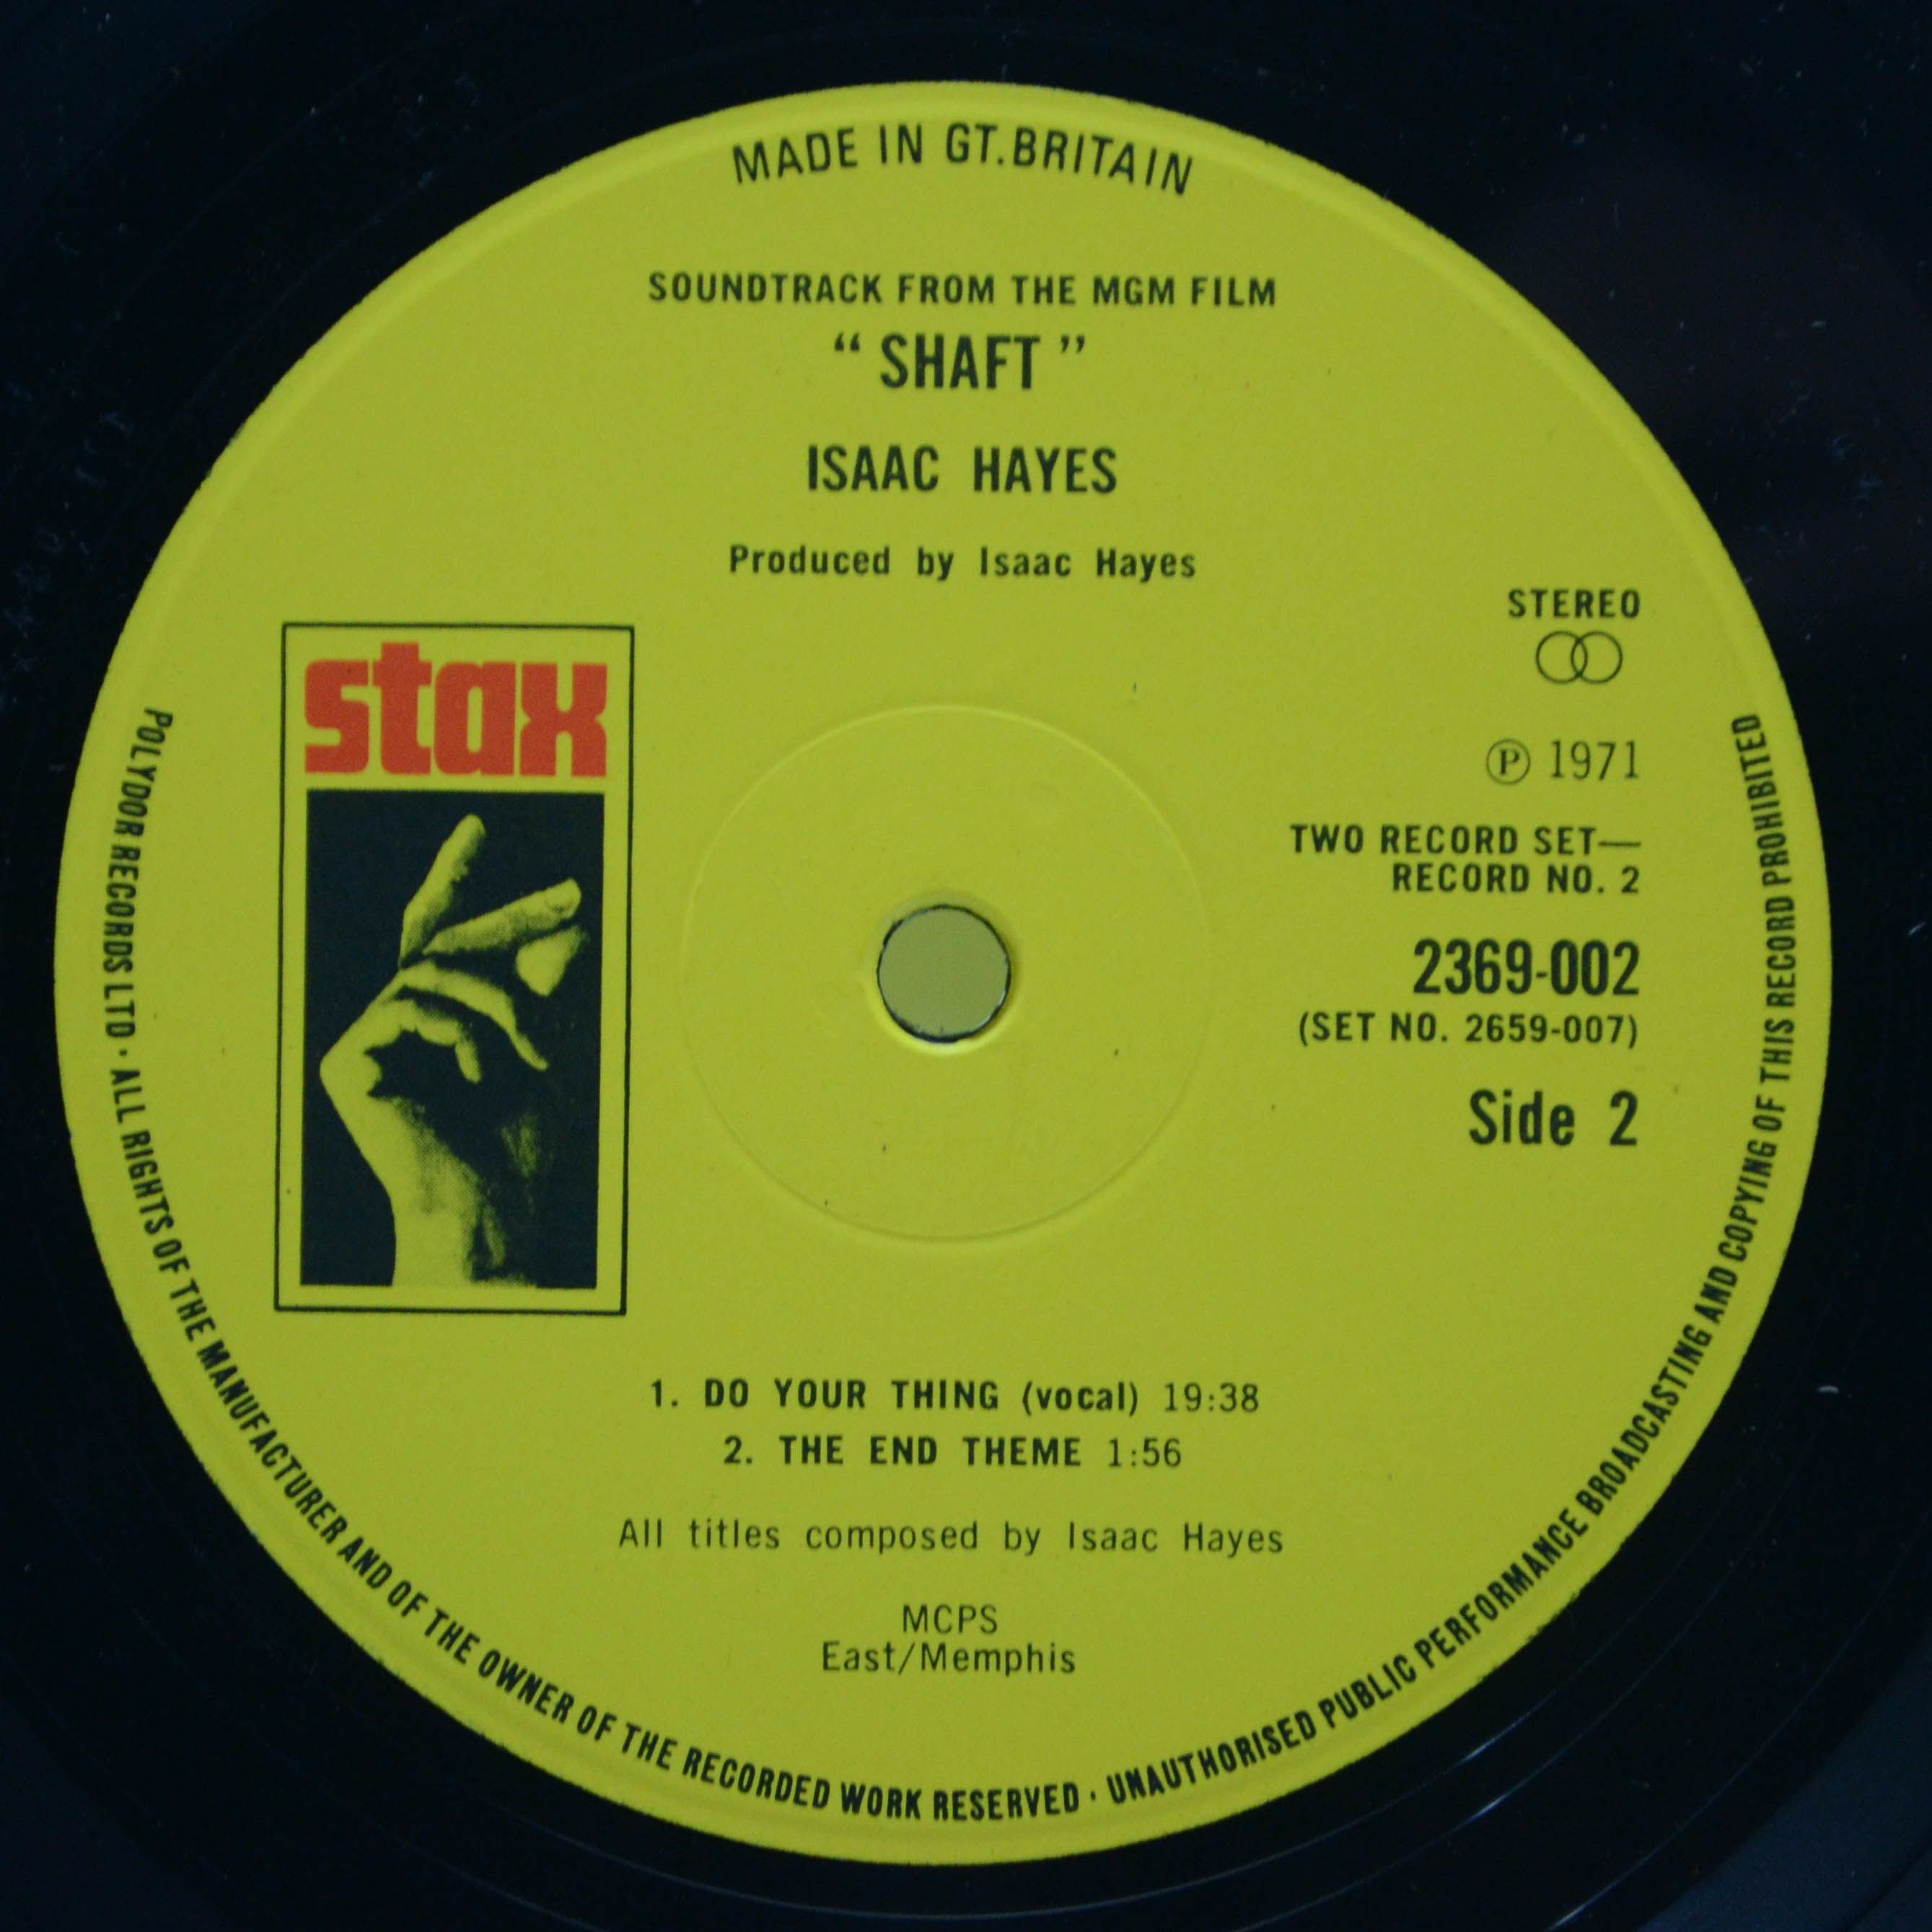 MADE IN GT.BRITAIN
SOUNDTRACK FROM THE MGM FILM
“ SHAFT ”
ISAAC HAYES
Produced by Isaac Hayes
stax
STEREO
Ⓟ 1971
TWO RECORD SET—
RECORD NO. 2
2369-002
(SET NO. 2659-007)
Side 2
1. DO YOUR THING (vocal) 19:38
2. THE END THEME 1:56
All titles composed by Isaac Hayes
MCPS
East/Memphis
POLYDOR RECORDS LTD · ALL RIGHTS OF THE MANUFACTURER AND OF THE OWNER OF THE RECORDED WORK RESERVED · UNAUTHORISED PUBLIC PERFORMANCE BROADCASTING AND COPYING OF THIS RECORD PROHIBITED